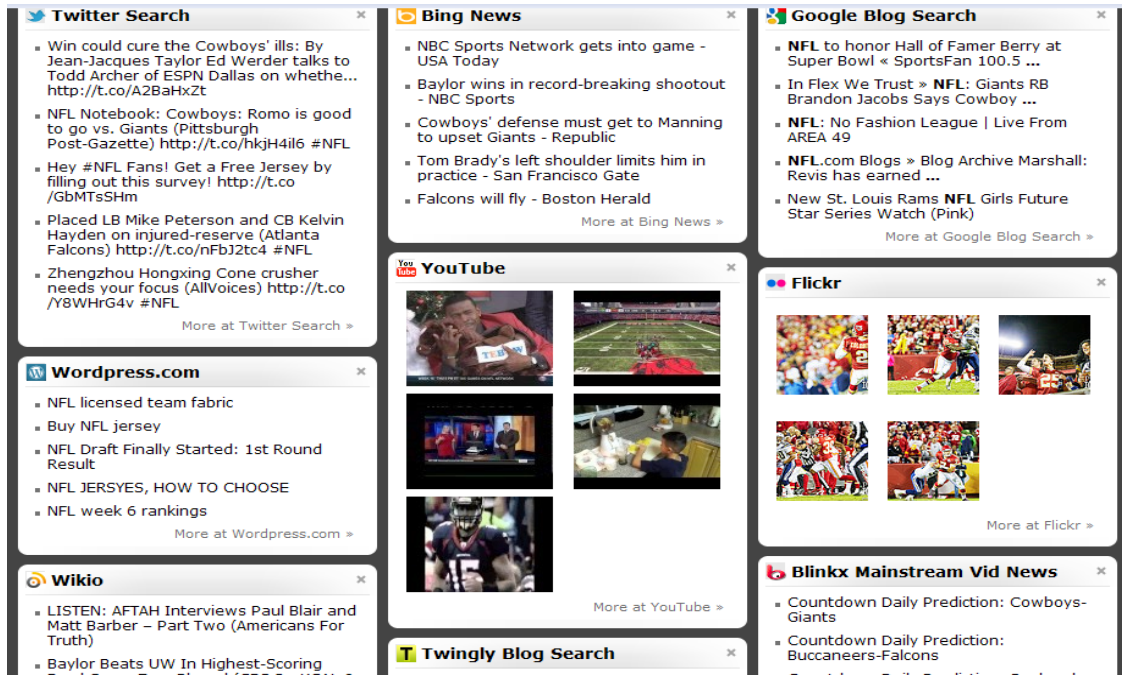 Twitter Search
Win could cure the Cowboys' ills: By
Jean-Jacques Taylor Ed Werder talks to
Todd Archer of ESPN Dallas on whethe...
http://t.co/A2BaHxZt
NFL Notebook: Cowboys: Romo is good
to go vs. Giants (Pittsburgh
Post-Gazette) http://t.co/hkjH4il6 #NFL
Hey #NFL Fans! Get a Free Jersey by
filling out this survey! http://t.co
/GbMTsSHm
Placed LB Mike Peterson and CB Kelvin
Hayden on injured-reserve (Atlanta
Falcons) http://t.co/nFbJ2tc4 #NFL
Zhengzhou Hongxing Cone crusher
needs your focus (AllVoices) http://t.co
/Y8WHrG4v #NFL
More at Twitter Search »
Wordpress.com
NFL licensed team fabric
Buy NFL jersey
NFL Draft Finally Started: 1st Round
Result
NFL JERSYES, HOW TO CHOOSE
NFL week 6 rankings
More at Wordpress.com »
Wikio
LISTEN: AFTAH Interviews Paul Blair and
Matt Barber – Part Two (Americans For
Truth)
Baylor Beats UW In Highest-Scoring
Bing News
NBC Sports Network gets into game -
USA Today
Baylor wins in record-breaking shootout
- NBC Sports
Cowboys' defense must get to Manning
to upset Giants - Republic
Tom Brady's left shoulder limits him in
practice - San Francisco Gate
Falcons will fly - Boston Herald
More at Bing News »
You
Tube
YouTube
TEB W
15
More at YouTube »
T
Twingly Blog Search
Google Blog Search
NFL to honor Hall of Famer Berry at
Super Bowl « SportsFan 100.5 ...
In Flex We Trust » NFL: Giants RB
Brandon Jacobs Says Cowboy ...
NFL: No Fashion League | Live From
AREA 49
NFL.com Blogs » Blog Archive Marshall:
Revis has earned ...
New St. Louis Rams NFL Girls Future
Star Series Watch (Pink)
More at Google Blog Search »
Flickr
More at Flickr »
Blinkx Mainstream Vid News
Countdown Daily Prediction: Cowboys-
Giants
Countdown Daily Prediction:
Buccaneers-Falcons